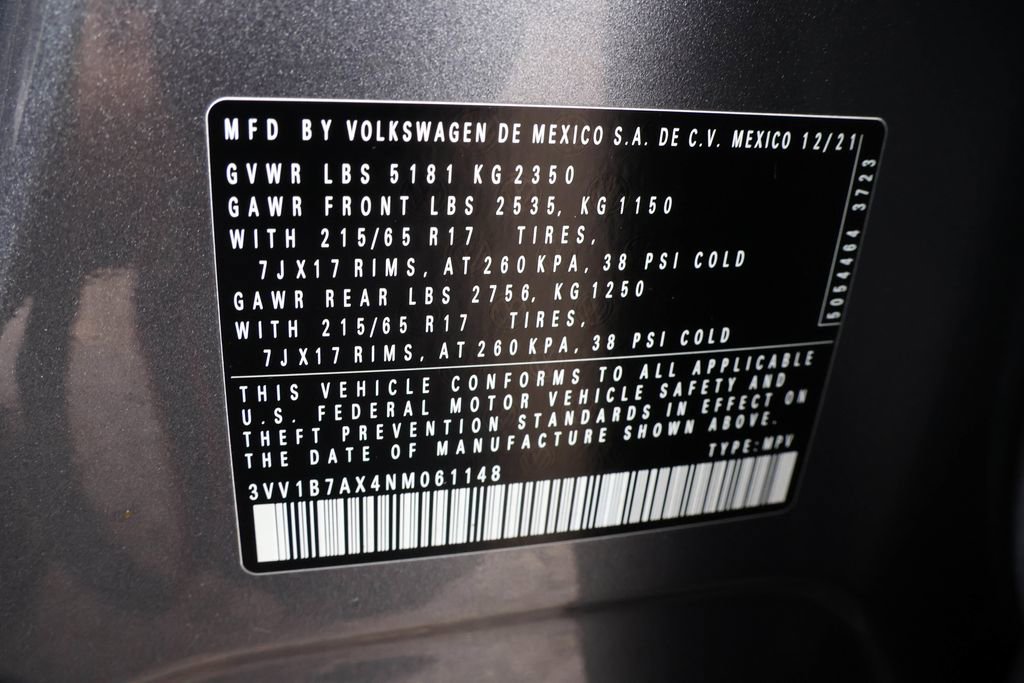 MFD BY VOLKSWAGEN DE MEXICO S.A. DE C.V. MEXICO 12/21
GVWR LBS 5181 KG 2350
GAWR FRONT LBS 2535, KG 1150
WITH 215/65 R17 TIRES,
7JX17 RIMS, AT 260 KPA, 38 PSI COLD
GAWR REAR LBS 2756, KG 1250
WITH 215/65 R17 TIRES,
7JX17 RIMS, AT 260 KPA, 38 PSI COLD
5054464 3723
THIS VEHICLE CONFORMS TO ALL APPLICABLE
U.S. FEDERAL MOTOR VEHICLE SAFETY AND
THEFT PREVENTION STANDARDS IN EFFECT ON
THE DATE OF MANUFACTURE SHOWN ABOVE.
TYPE: MPV
3VV1B7AX4NM061148